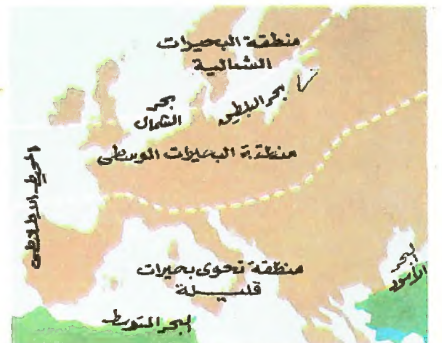 منطقة البحيرات
الشمالية
بحر
الشمال
بحر البلطيق
منطقة البحيرات الوسطى
المحيط الاطلاطى
منطقة تحوى بحيرات
قليلة
البحر
الأسود
البحر المتوسط